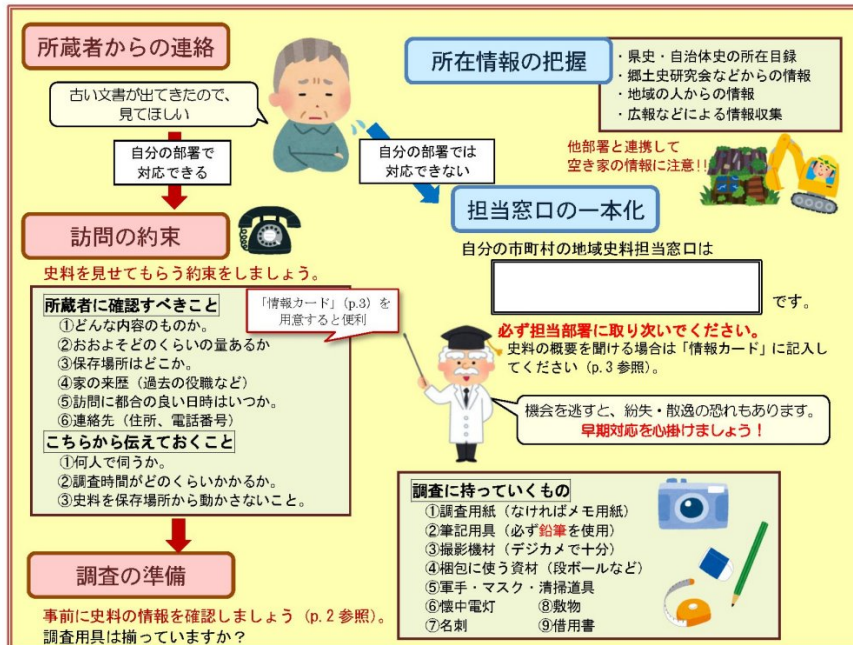 所蔵者からの連絡
古い文書が出てきたので、
見てほしい
自分の部署で
対応できる
自分の部署では
対応できない
所在情報の把握
・県史・自治体史の所在目録
・郷土史研究会などからの情報
・地域の人からの情報
・広報などによる情報収集
他部署と連携して
空き家の情報に注意!!
訪問の約束
史料を見せてもらう約束をしましょう。
「情報カード」(p.3)を
用意すると便利
所蔵者に確認すべきこと
①どんな内容のものか。
②おおよそどのくらいの量あるか
③保存場所はどこか。
④家の来歴(過去の役職など)
⑤訪問に都合の良い日時はいつか。
⑥連絡先(住所、電話番号)
こちらから伝えておくこと
①何人で伺うか。
②調査時間がどのくらいかかるか。
③史料を保存場所から動かさないこと。
担当窓口の一本化
自分の市町村の地域史料担当窓口は
です。
必ず担当部署に取り次いでください。
史料の概要を聞ける場合は「情報カード」に記入し
てください(p.3参照)。
機会を逃すと、紛失・散逸の恐れもあります。
早期対応を心掛けましょう!
調査の準備
事前に史料の情報を確認しましょう(p.2参照)。
調査用具は揃っていますか?
調査に持っていくもの
①調査用紙(なければメモ用紙)
②筆記用具(必ず鉛筆を使用)
③撮影機材(デジカメで十分)
④梱包に使う資材(段ボールなど)
⑤軍手・マスク・清掃道具
⑥懐中電灯 ⑧敷物
⑦名刺 ⑨借用書